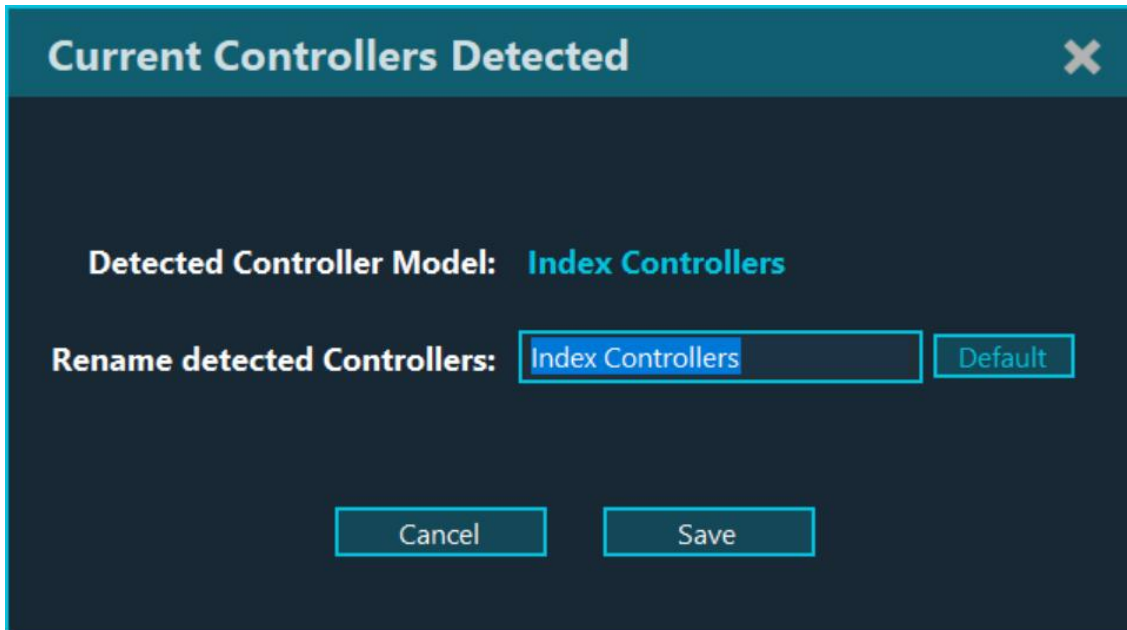 Current Controllers Detected
Detected Controller Model: Index Controllers
Rename detected Controllers: Index Controllers Default
Cancel Save